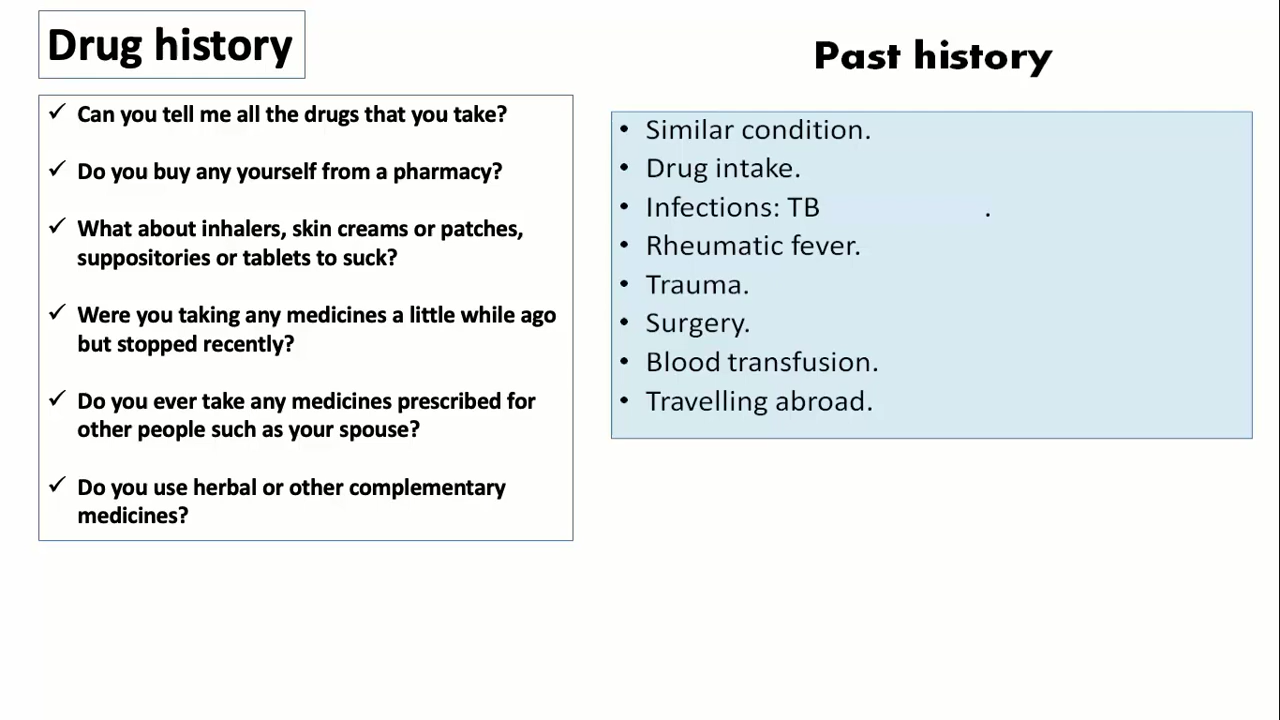 Drug history
✓ Can you tell me all the drugs that you take?
✓ Do you buy any yourself from a pharmacy?
✓ What about inhalers, skin creams or patches,
suppositories or tablets to suck?
✓ Were you taking any medicines a little while ago
but stopped recently?
✓ Do you ever take any medicines prescribed for
other people such as your spouse?
✓ Do you use herbal or other complementary
medicines?
Past history
• Similar condition.
• Drug intake.
• Infections: TB .
• Rheumatic fever.
• Trauma.
• Surgery.
• Blood transfusion.
• Travelling abroad.